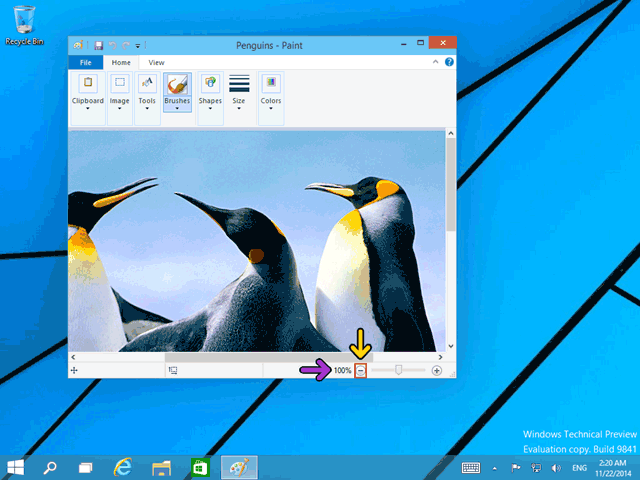 Recycle Bin
Penguins - Paint
File Home View
Clipboard Image Tools Brushes Shapes Size Colors
100%
Windows Technical Preview
Evaluation copy. Build 9841
ENG 2:20 AM
11/22/2014